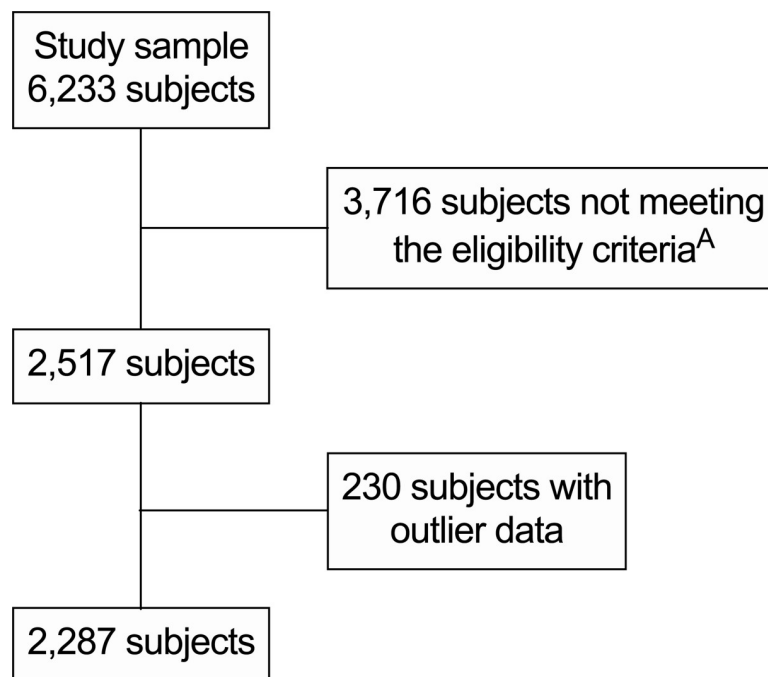 Study sample
6,233 subjects
3,716 subjects not meeting
the eligibility criteriaᴬ
2,517 subjects
230 subjects with
outlier data
2,287 subjects